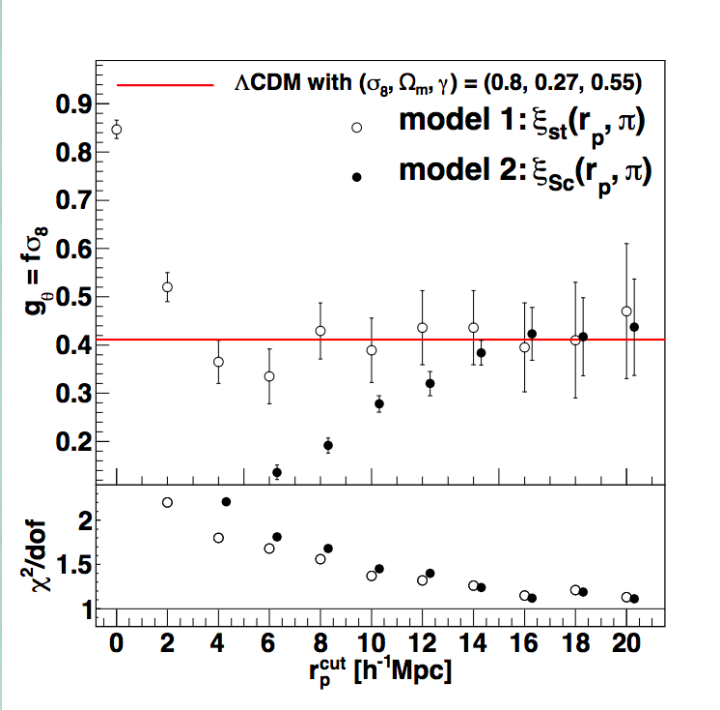 ΛCDM with (σ₈, Ωₘ, γ) = (0.8, 0.27, 0.55)
model 1: ξst(rp, π)
model 2: ξSc(rp, π)
gθ = fσ₈
0.9
0.8
0.7
0.6
0.5
0.4
0.3
0.2
χ²/dof
2
1.5
1
0 2 4 6 8 10 12 14 16 18 20
rp^cut [h⁻¹Mpc]